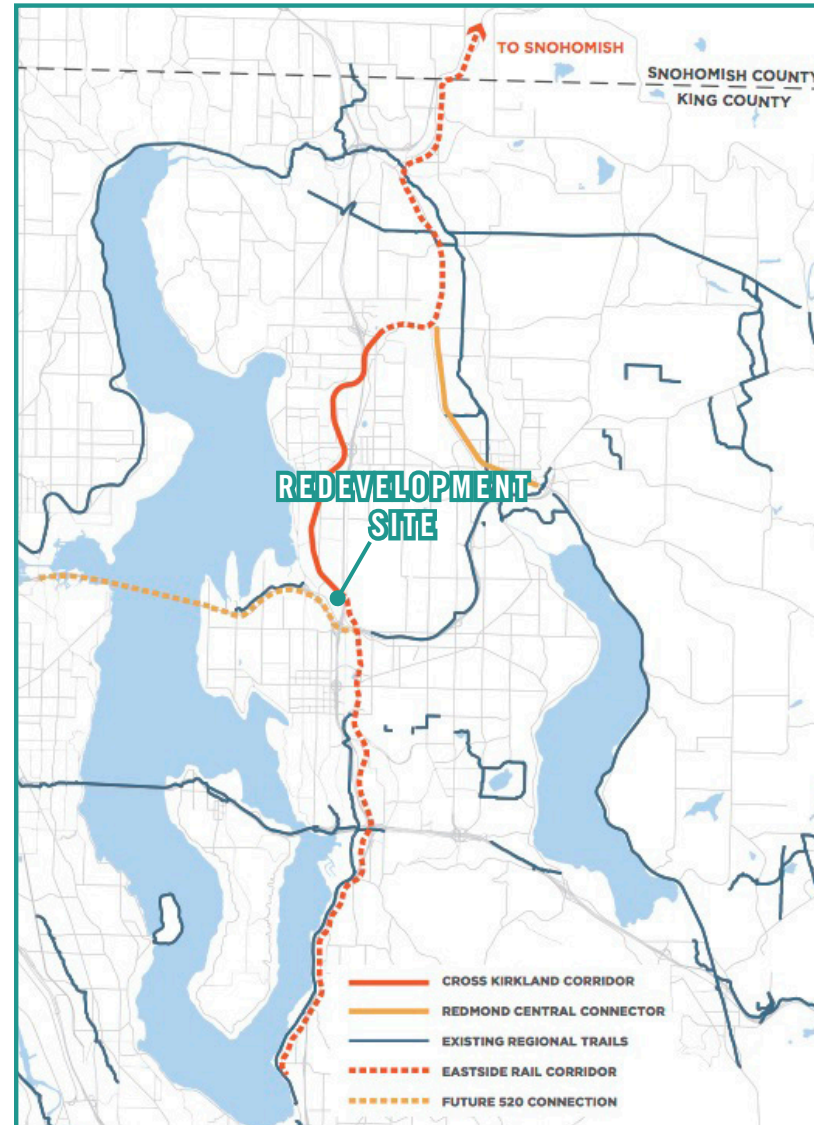 TO SNOHOMISH
SNOHOMISH COUNTY
KING COUNTY
REDEVELOPMENT
SITE
CROSS KIRKLAND CORRIDOR
REDMOND CENTRAL CONNECTOR
EXISTING REGIONAL TRAILS
EASTSIDE RAIL CORRIDOR
FUTURE 520 CONNECTION